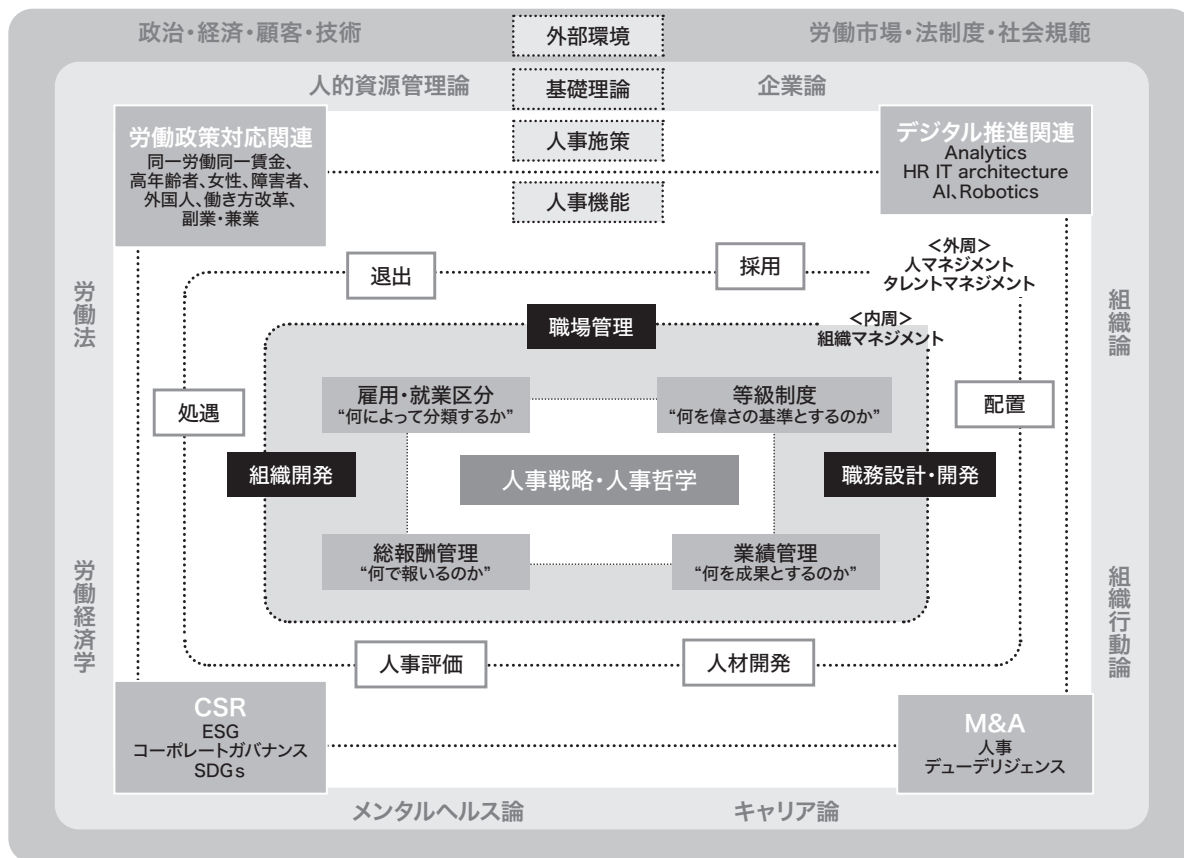 政治・経済・顧客・技術
外部環境
労働市場・法制度・社会規範
人的資源管理論
基礎理論
企業論
労働政策対応関連
同一労働同一賃金、
高年齢者、女性、障害者、
外国人、働き方改革、
副業・兼業
人事施策
人事機能
デジタル推進関連
Analytics
HR IT architecture
AI、Robotics
退出
採用
<外周>
人マネジメント
タレントマネジメント
労働法
組織論
職場管理
<内周>
組織マネジメント
処遇
雇用・就業区分
“何によって分類するか”
等級制度
“何を偉さの基準とするのか”
配置
組織開発
人事戦略・人事哲学
職務設計・開発
総報酬管理
“何で報いるのか”
業績管理
“何を成果とするのか”
労働経済学
組織行動論
人事評価
人材開発
CSR
ESG
コーポレートガバナンス
SDGs
M&A
人事
デューデリジェンス
メンタルヘルス論
キャリア論